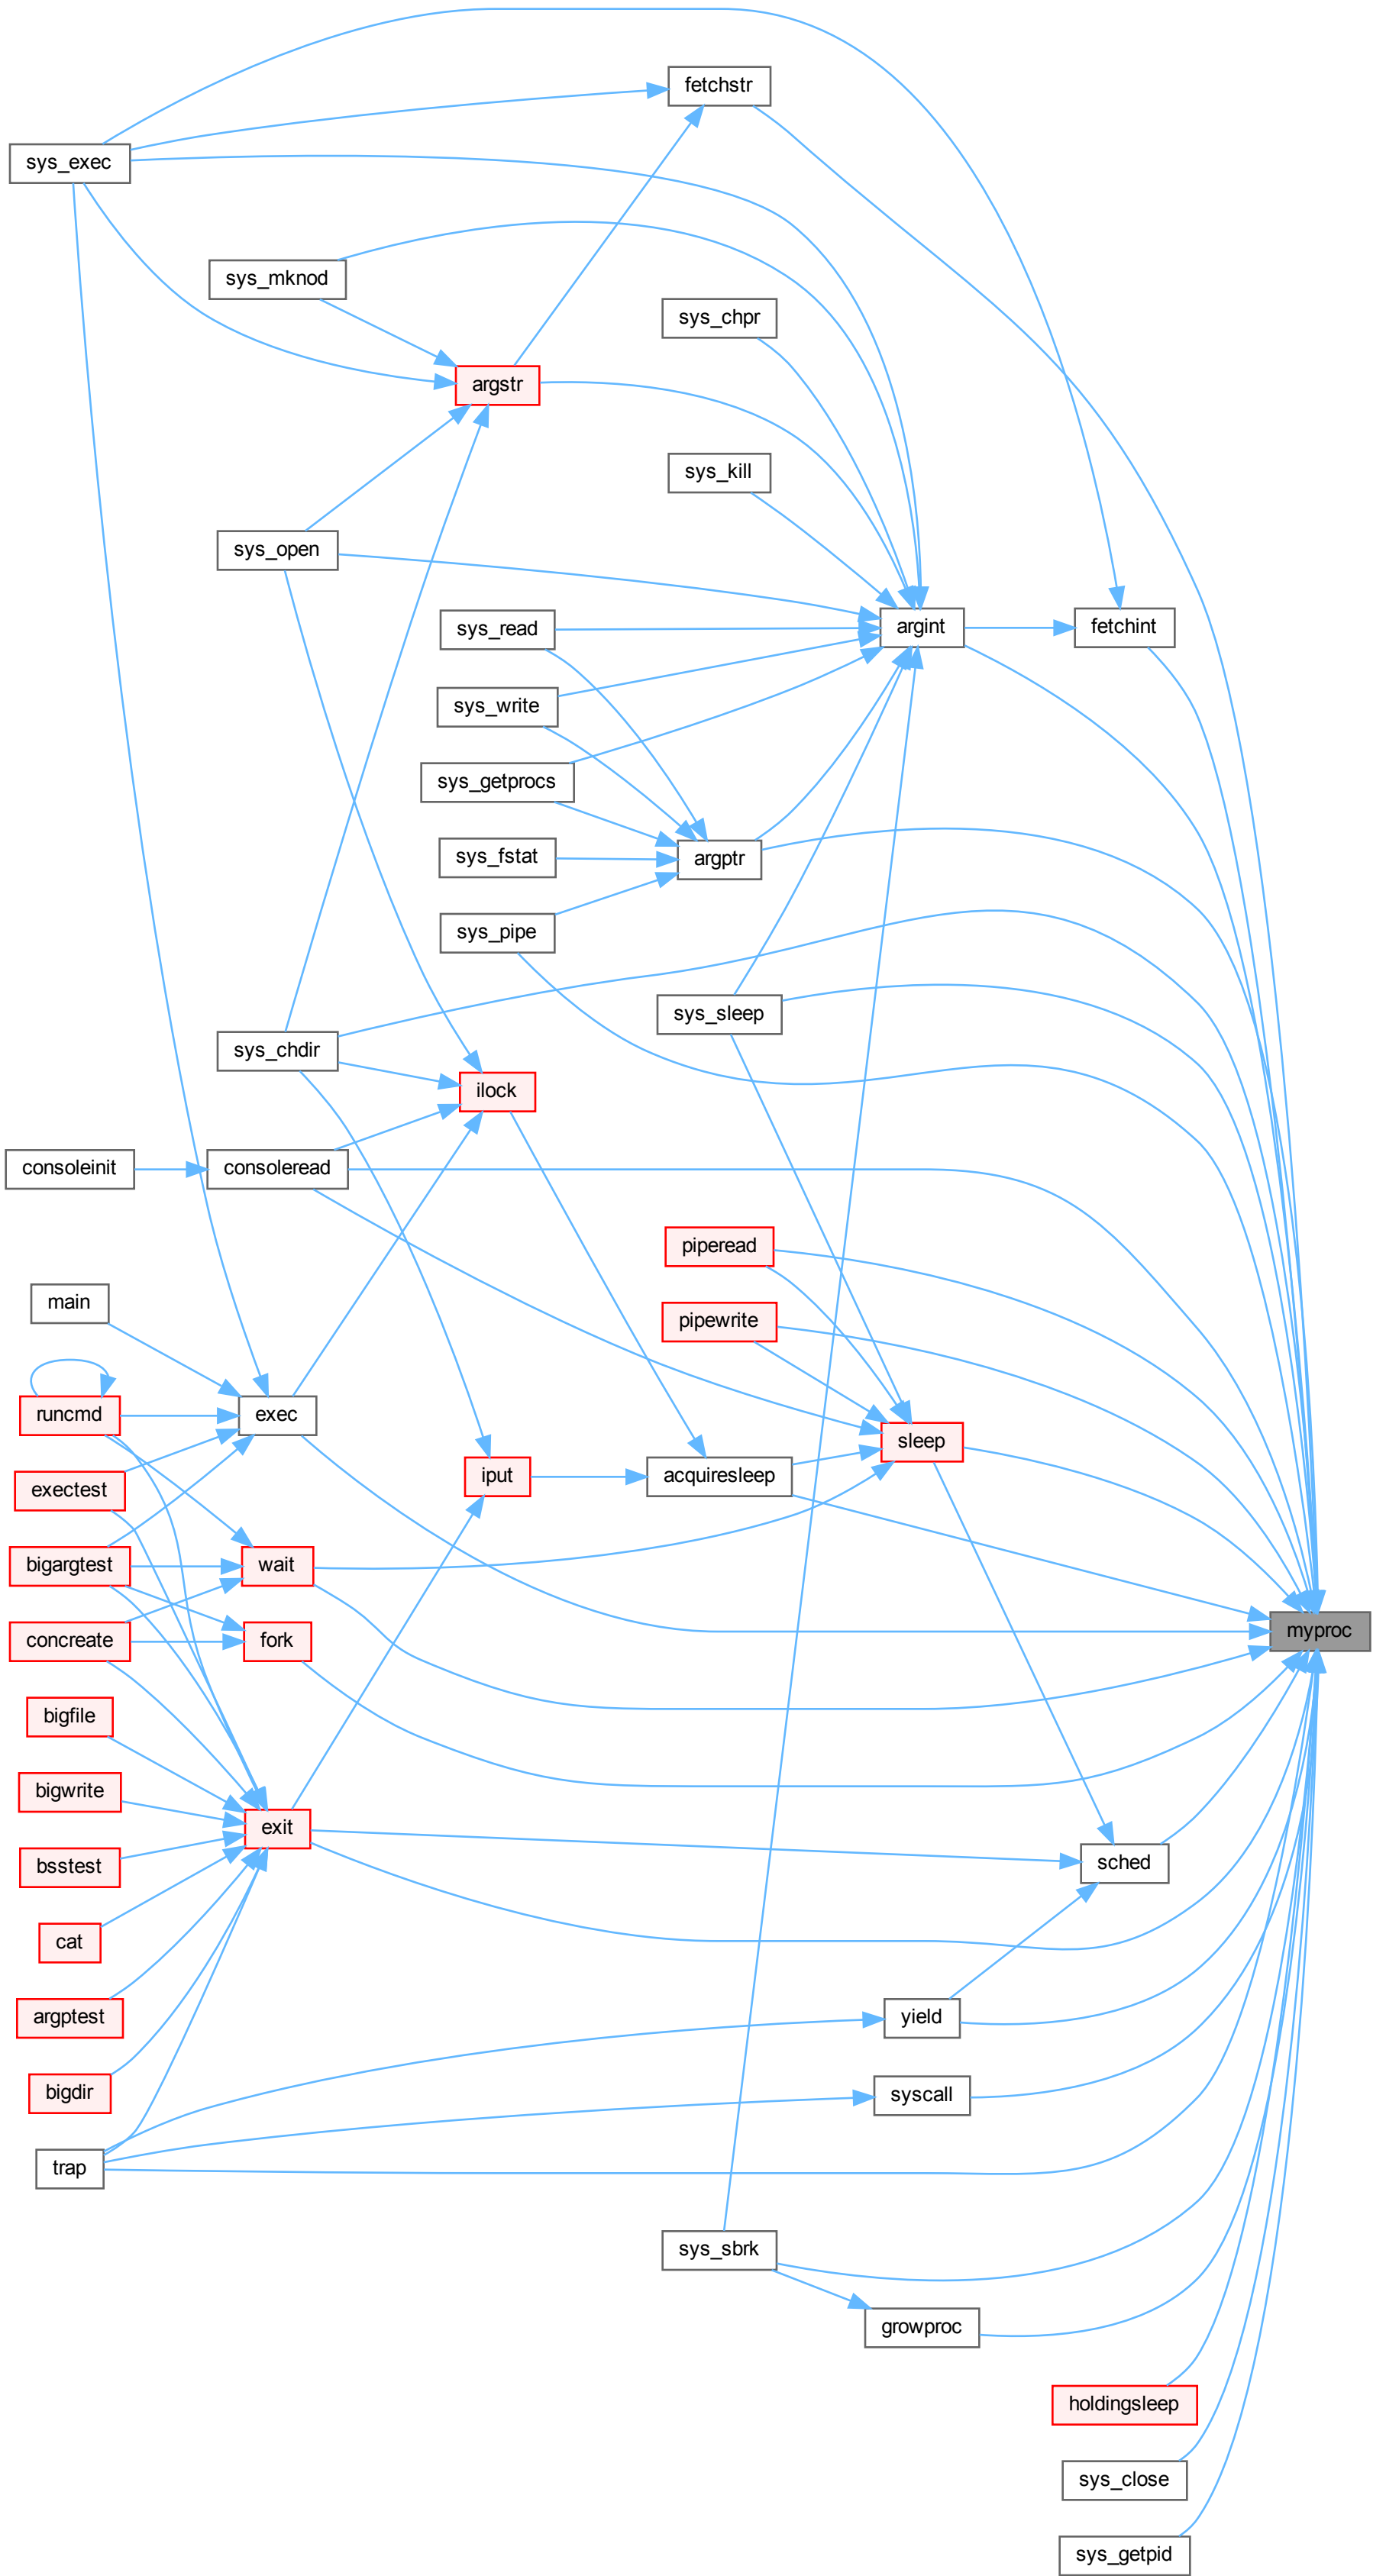 fetchstr
sys_exec
sys_mknod
sys_chpr
argstr
sys_kill
sys_open
sys_read
argint
fetchint
sys_write
sys_getprocs
sys_fstat
argptr
sys_pipe
sys_sleep
sys_chdir
ilock
consoleinit
consoleread
piperead
main
pipewrite
runcmd
exec
sleep
exectest
iput
acquiresleep
bigargtest
wait
concreate
fork
myproc
bigfile
bigwrite
exit
bsstest
sched
cat
argptest
yield
bigdir
syscall
trap
sys_sbrk
growproc
holdingsleep
sys_close
sys_getpid